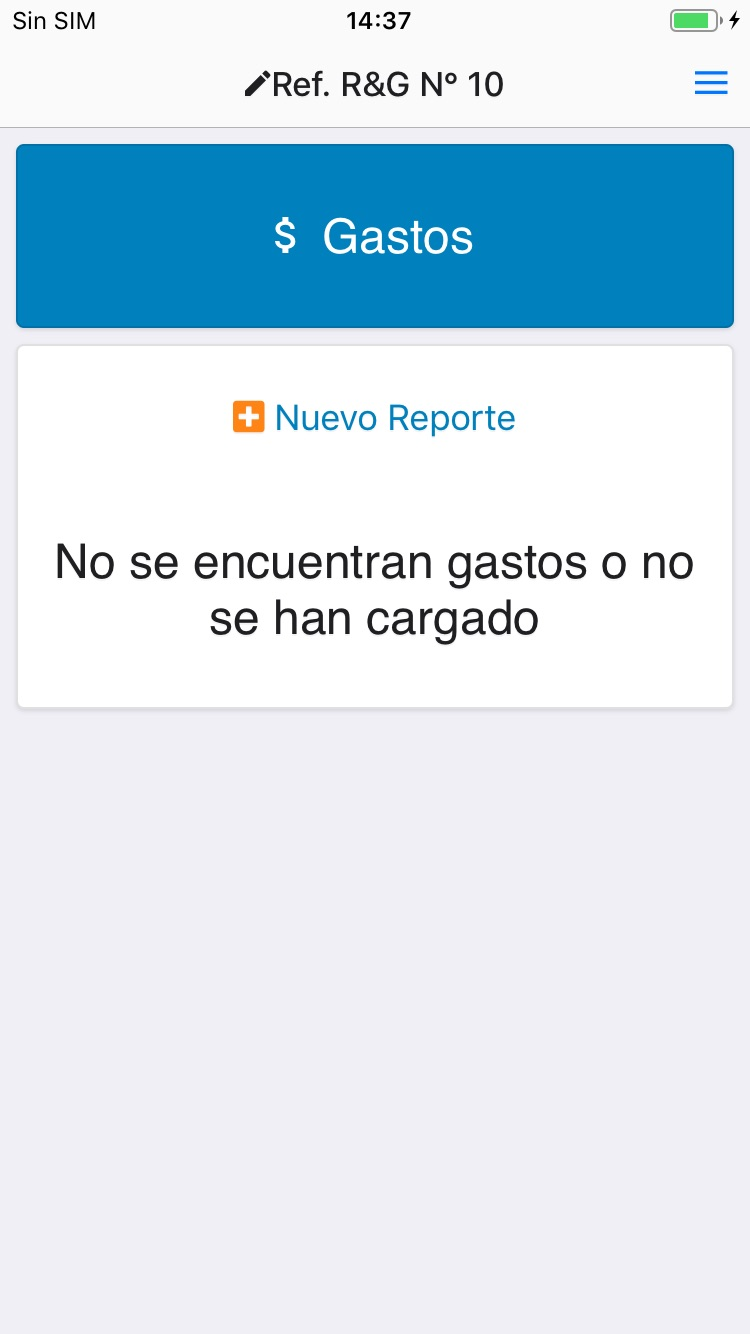 Sin SIM 14:37
Ref. R&G Nº 10
$ Gastos
Nuevo Reporte
No se encuentran gastos o no
se han cargado